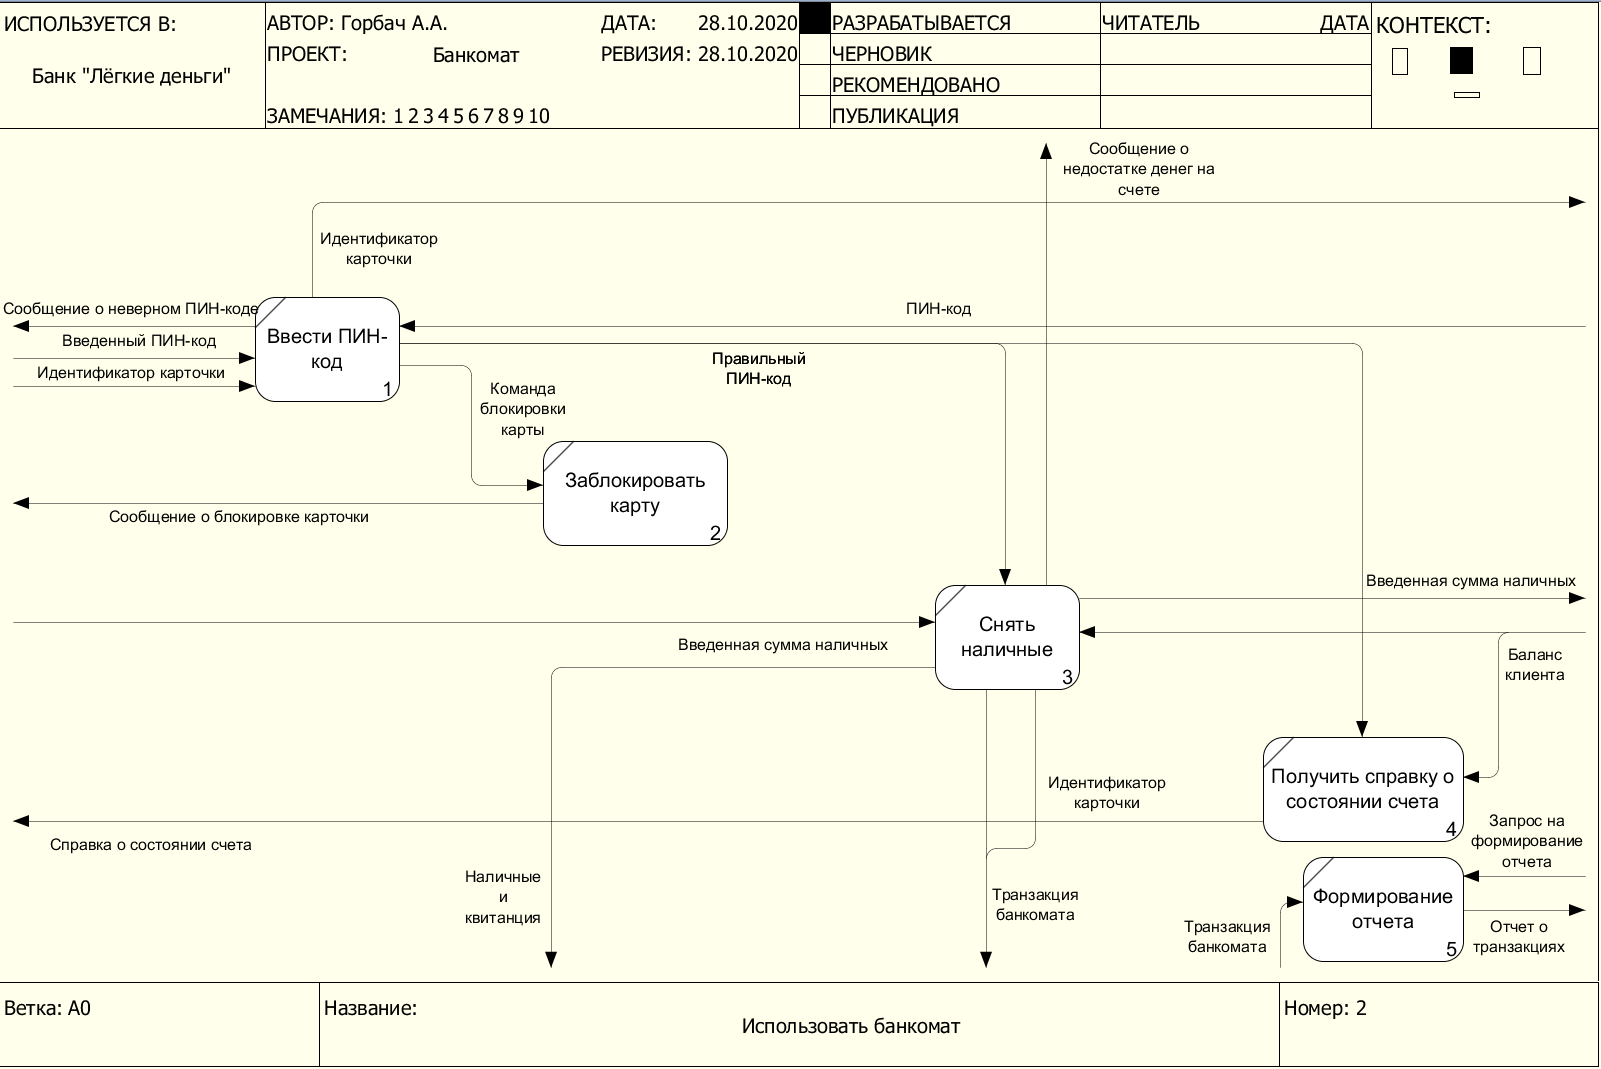 ИСПОЛЬЗУЕТСЯ В:
Банк "Лёгкие деньги"
АВТОР: Горбач А.А.
ДАТА: 28.10.2020
ПРОЕКТ: Банкомат
РЕВИЗИЯ: 28.10.2020
ЗАМЕЧАНИЯ: 1 2 3 4 5 6 7 8 9 10
РАЗРАБАТЫВАЕТСЯ
ЧЕРНОВИК
РЕКОМЕНДОВАНО
ПУБЛИКАЦИЯ
ЧИТАТЕЛЬ ДАТА
КОНТЕКСТ:
Сообщение о
недостатке денег на
счете
Идентификатор
карточки
Сообщение о неверном ПИН-коде
Введенный ПИН-код
Идентификатор карточки
Ввести ПИН-
код
1
ПИН-код
Правильный
ПИН-код
Команда
блокировки
карты
Заблокировать
карту
2
Сообщение о блокировке карточки
Введенная сумма наличных
Снять
наличные
3
Введенная сумма наличных
Баланс
клиента
Получить справку о
состоянии счета
4
Идентификатор
карточки
Справка о состоянии счета
Запрос на
формирование
отчета
Наличные
и
квитанция
Транзакция
банкомата
Формирование
отчета
5
Транзакция
банкомата
Отчет о
транзакциях
Ветка: A0
Название:
Использовать банкомат
Номер: 2